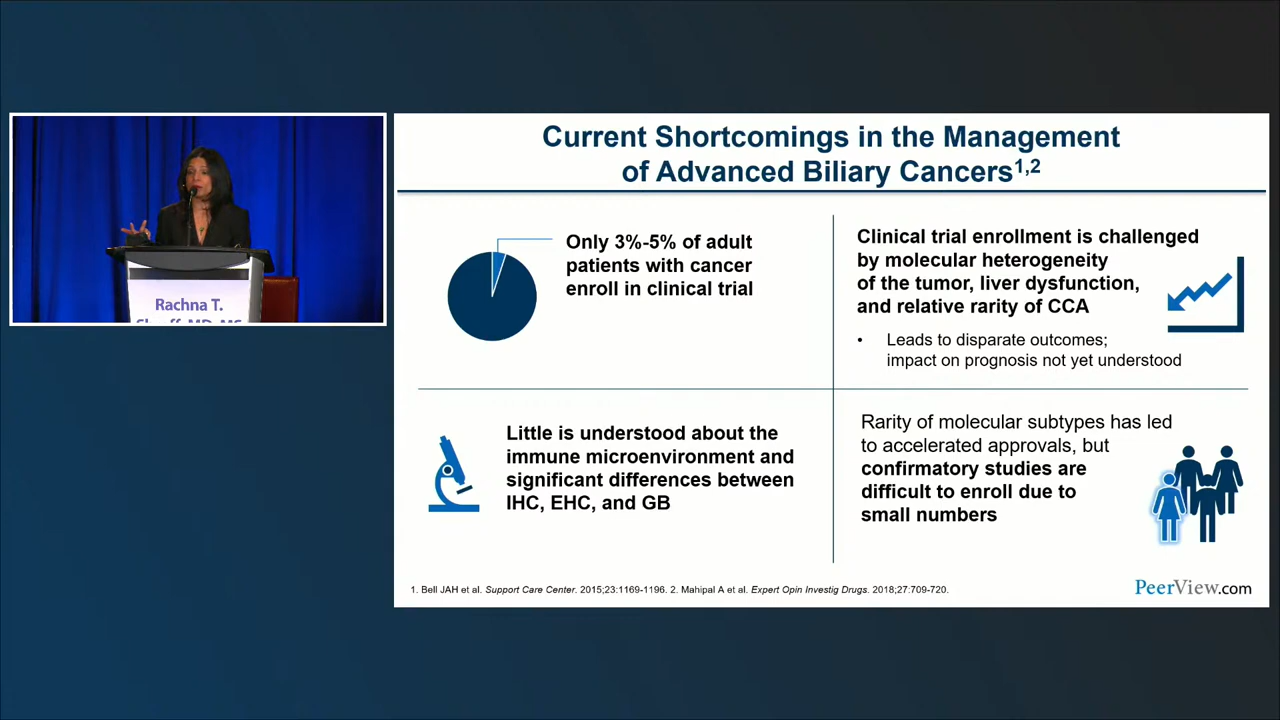 Current Shortcomings in the Management
of Advanced Biliary Cancers1,2
Only 3%-5% of adult
patients with cancer
enroll in clinical trial
Clinical trial enrollment is challenged
by molecular heterogeneity
of the tumor, liver dysfunction,
and relative rarity of CCA
• Leads to disparate outcomes;
impact on prognosis not yet understood
Little is understood about the
immune microenvironment and
significant differences between
IHC, EHC, and GB
Rarity of molecular subtypes has led
to accelerated approvals, but
confirmatory studies are
difficult to enroll due to
small numbers
1. Bell JAH et al. Support Care Center. 2015;23:1169-1196. 2. Mahipal A et al. Expert Opin Investig Drugs. 2018;27:709-720.
PeerView.com
Rachna T.